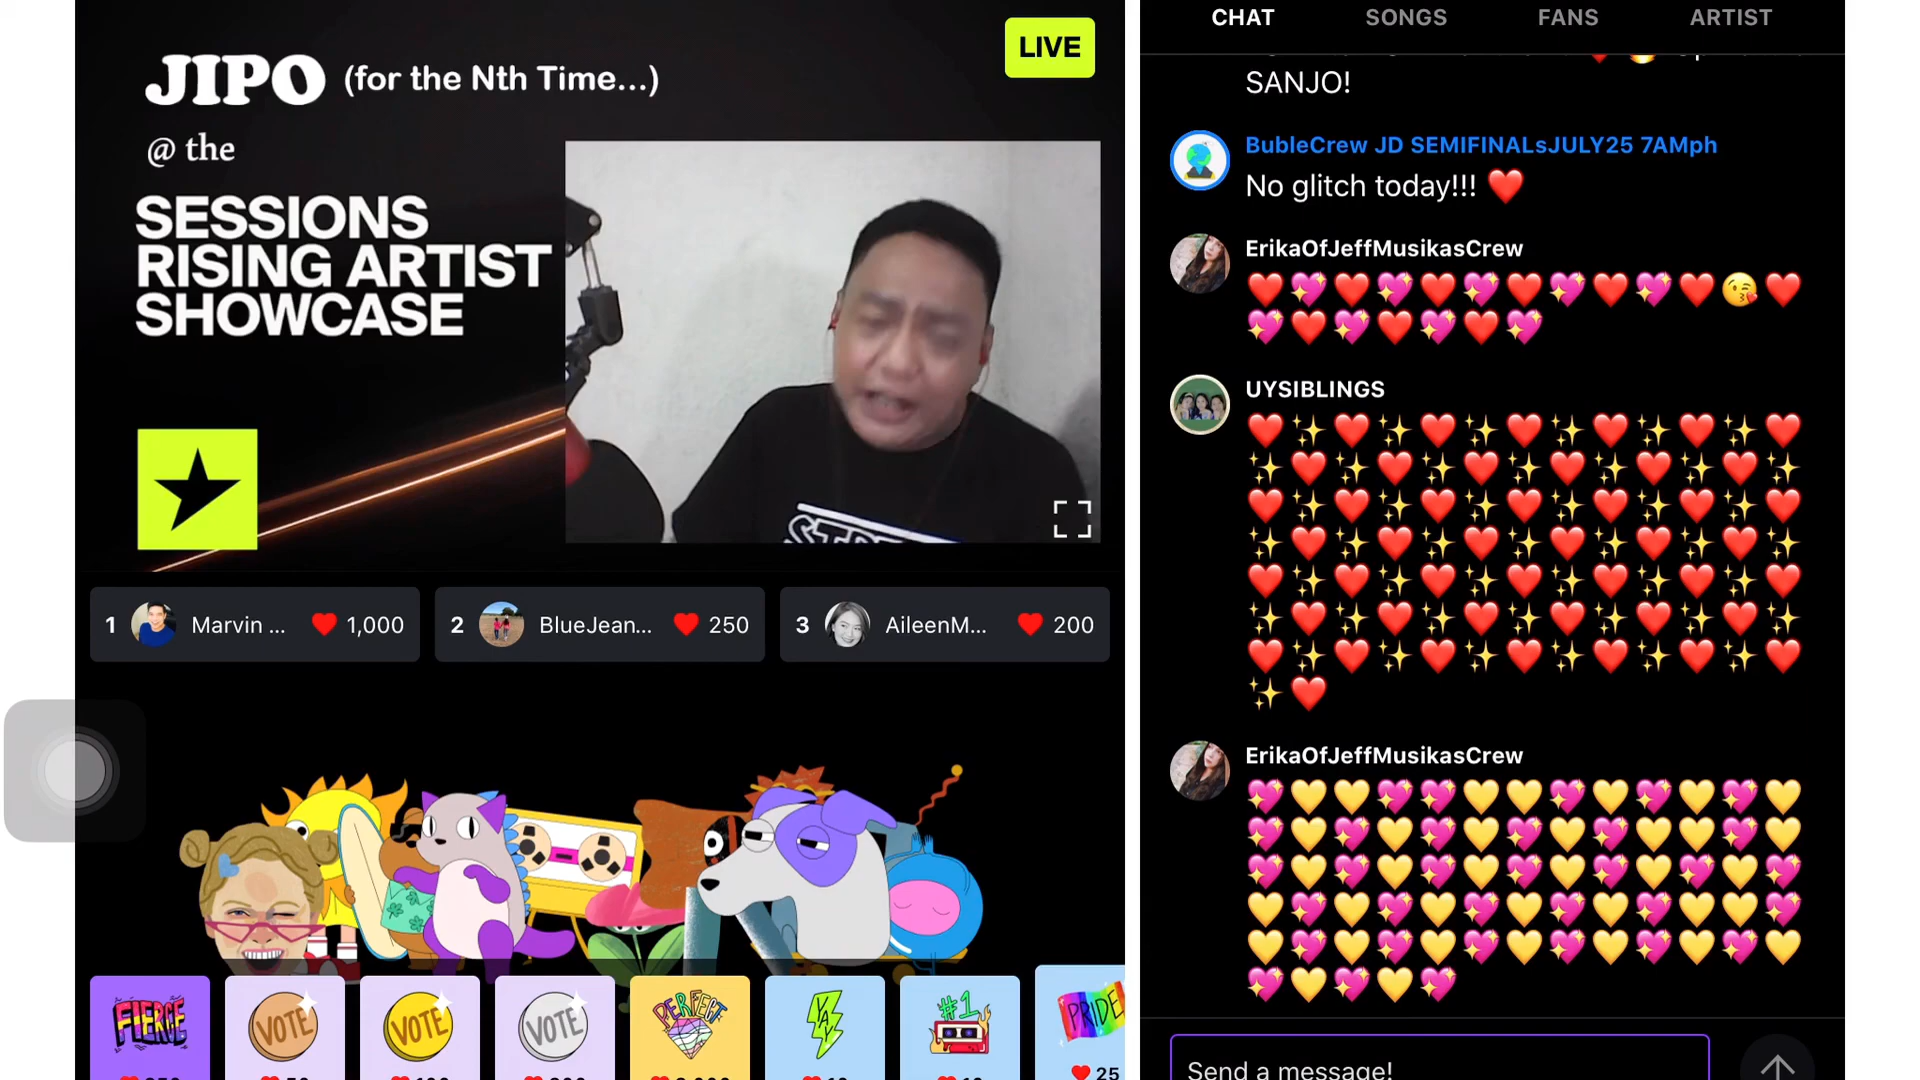 JIPO (for the Nth Time...)
LIVE
@ the
SESSIONS
RISING ARTIST
SHOWCASE
1 Marvin ... 1,000
2 BlueJean... 250
3 AileenM... 200
FIERCE
VOTE
VOTE
VOTE
PERFECT
YAY
#1
PRIDE
25
CHAT SONGS FANS ARTIST
SANJO!
BubleCrew JD SEMIFINALsJULY25 7AMph
No glitch today!!! ❤️
ErikaOfJeffMusikasCrew
UYSIBLINGS
ErikaOfJeffMusikasCrew
Send a message!